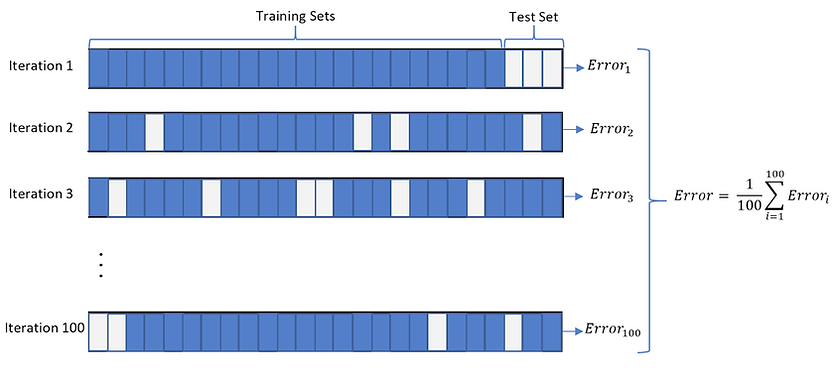 Training Sets
Test Set
Iteration 1
Error₁
Iteration 2
Error₂
Iteration 3
Error₃
Error = 1/100 ∑_{i=1}^{100} Errorᵢ
Iteration 100
Error₁₀₀